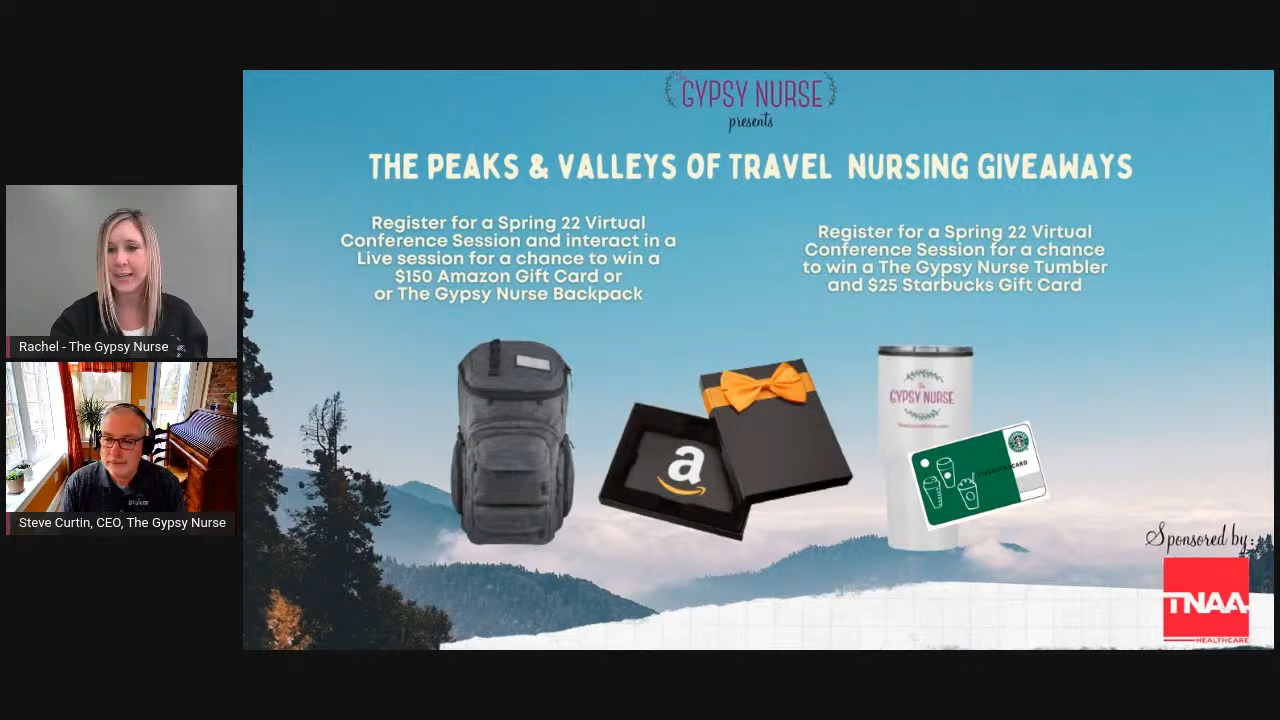 The
GYPSY NURSE
presents
THE PEAKS & VALLEYS OF TRAVEL NURSING GIVEAWAYS
Register for a Spring 22 Virtual
Conference Session and interact in a
Live session for a chance to win a
$150 Amazon Gift Card or
or The Gypsy Nurse Backpack
Register for a Spring 22 Virtual
Conference Session for a chance
to win a The Gypsy Nurse Tumbler
and $25 Starbucks Gift Card
Rachel - The Gypsy Nurse
Steve Curtin, CEO, The Gypsy Nurse
a
the
GYPSY NURSE
CARD
Sponsored by:
TNAA
HEALTHCARE